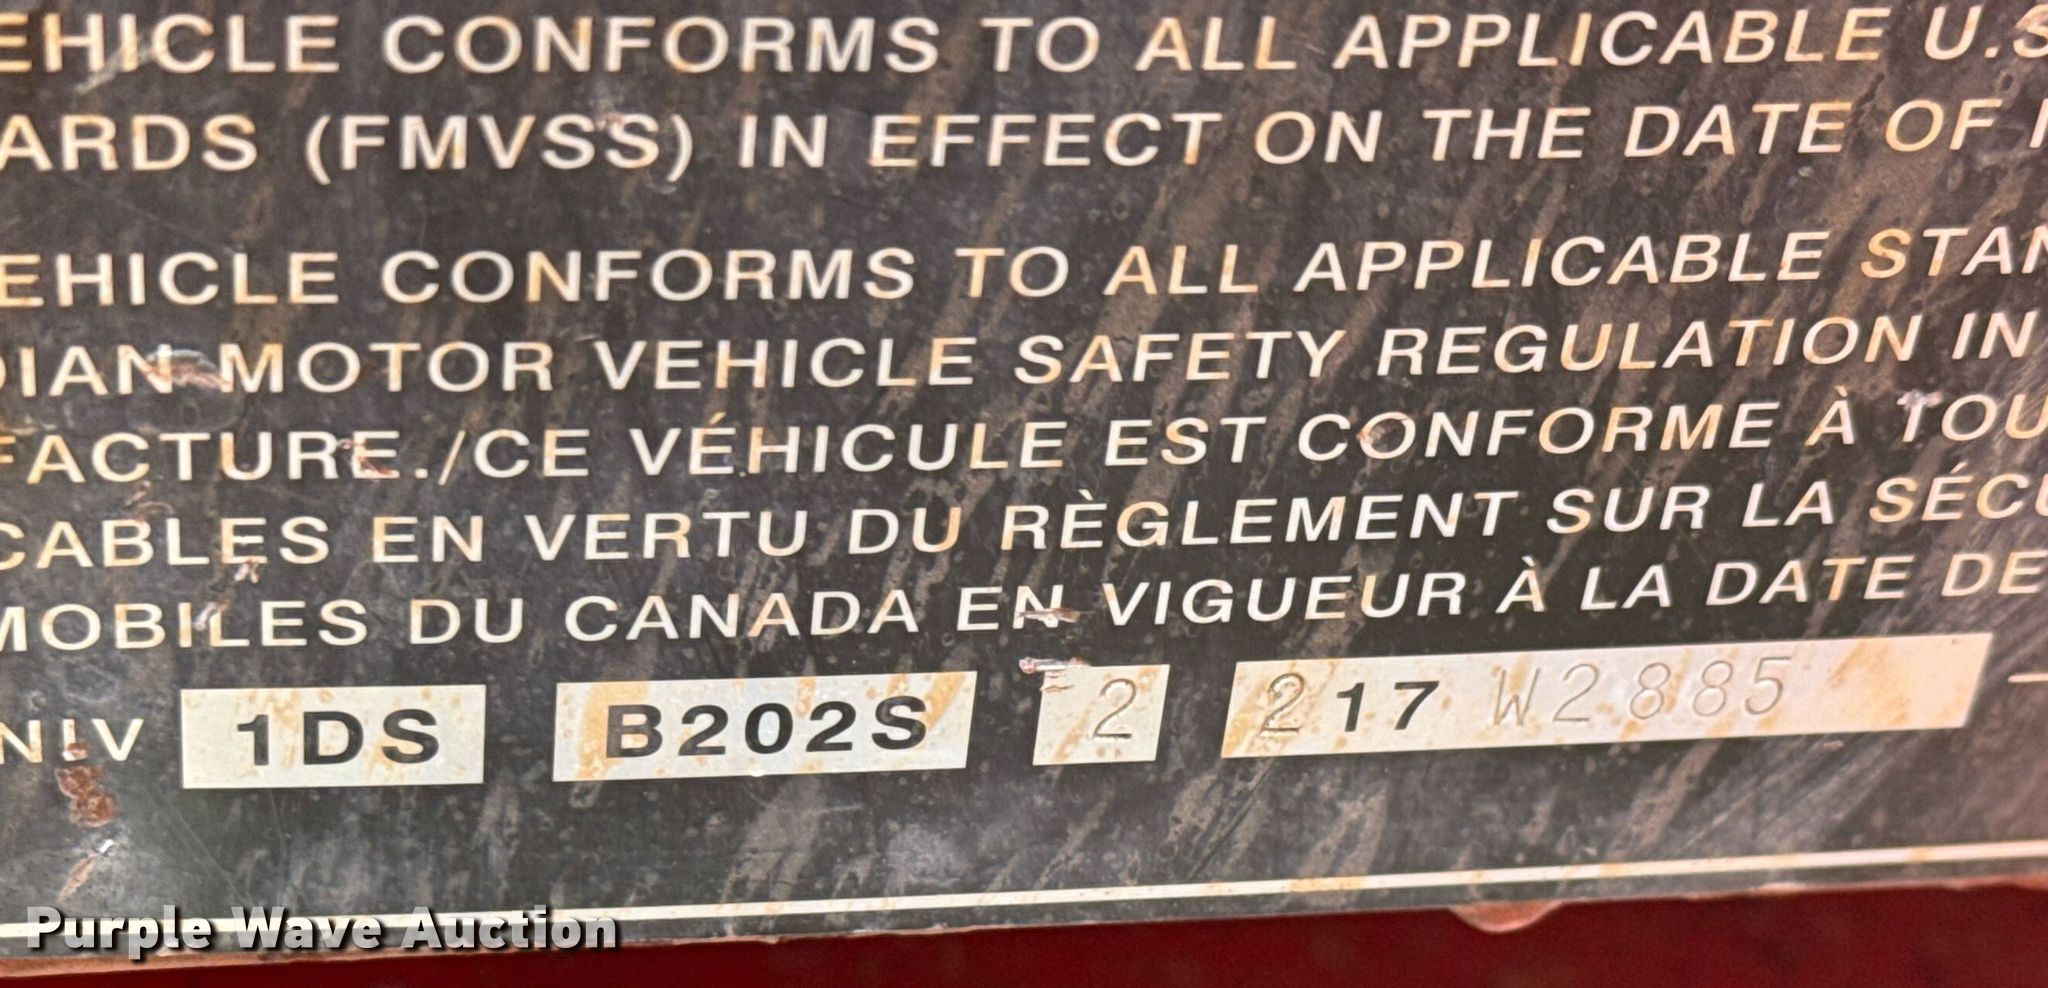 EHICLE CONFORMS TO ALL APPLICABLE U.S
ARDS (FMVSS) IN EFFECT ON THE DATE OF
EHICLE CONFORMS TO ALL APPLICABLE STAN
DIAN MOTOR VEHICLE SAFETY REGULATION IN
FACTURE./CE VÉHICULE EST CONFORME À TOU
CABLES EN VERTU DU RÈGLEMENT SUR LA SÉCU
MOBILES DU CANADA EN VIGUEUR À LA DATE DE
NIV 1DS B202S 2 217 W2885
Purple Wave Auction